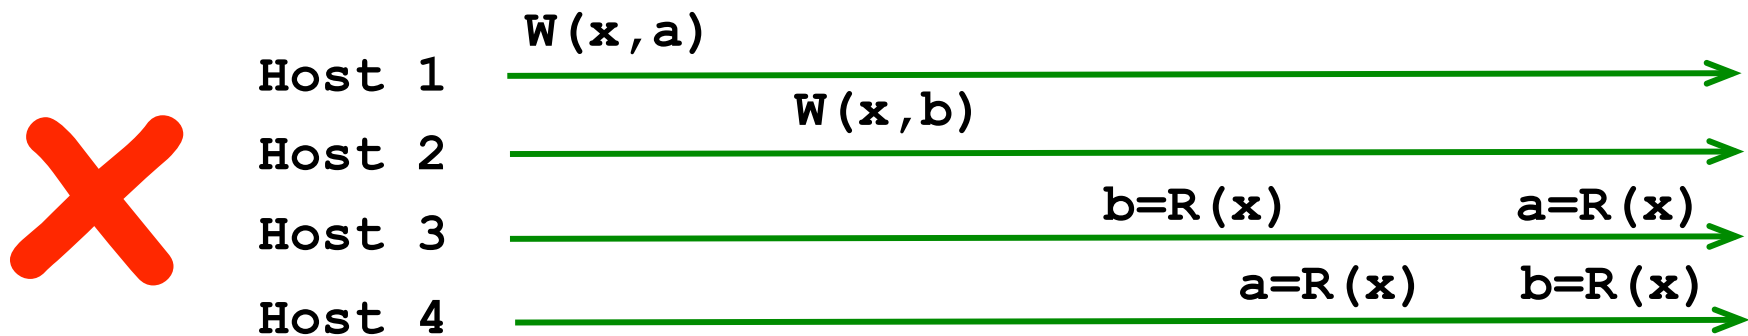 W(x,a)
Host 1
W(x,b)
Host 2
b=R(x) a=R(x)
Host 3
a=R(x) b=R(x)
Host 4